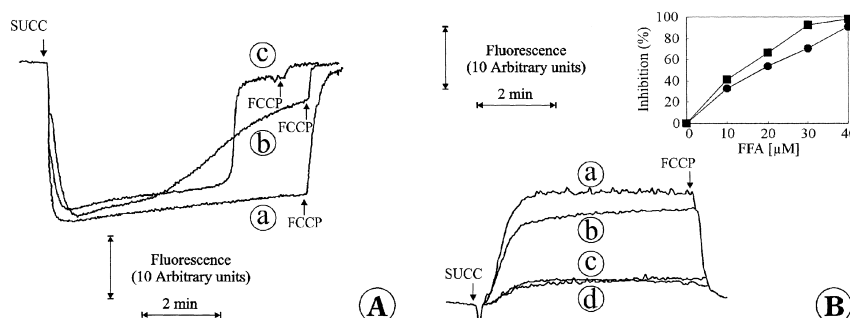 SUCC
c
FCCP
FCCP
b
a
FCCP
Fluorescence
(10 Arbitrary units)
2 min
A
Fluorescence
(10 Arbitrary units)
2 min
100
80
60
40
20
0
Inhibition (%)
0 10 20 30 40
FFA [µM]
FCCP
a
b
c
d
SUCC
B